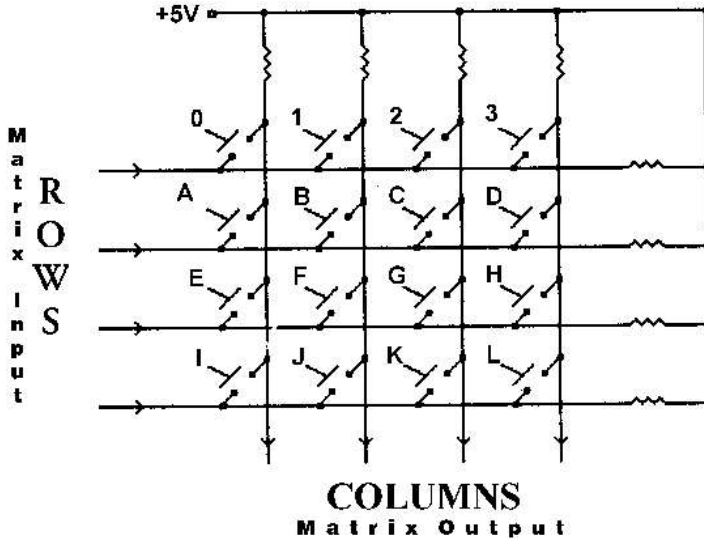 +5V
0 1 2 3
A B C D
E F G H
I J K L
Matrix Input
ROWS
COLUMNS
Matrix Output